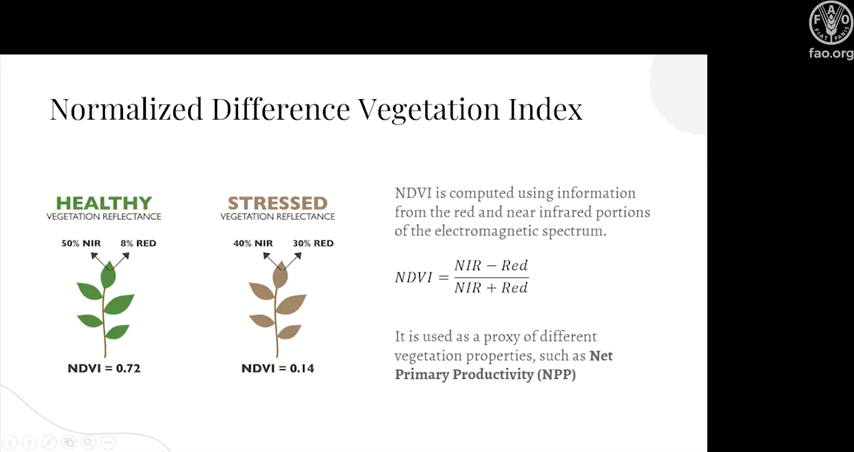 FAO
FIAT PANIS
fao.org
Normalized Difference Vegetation Index
HEALTHY
VEGETATION REFLECTANCE
50% NIR 8% RED
NDVI = 0.72
STRESSED
VEGETATION REFLECTANCE
40% NIR 30% RED
NDVI = 0.14
NDVI is computed using information
from the red and near infrared portions
of the electromagnetic spectrum.
NDVI = (NIR − Red) / (NIR + Red)
It is used as a proxy of different
vegetation properties, such as Net
Primary Productivity (NPP)